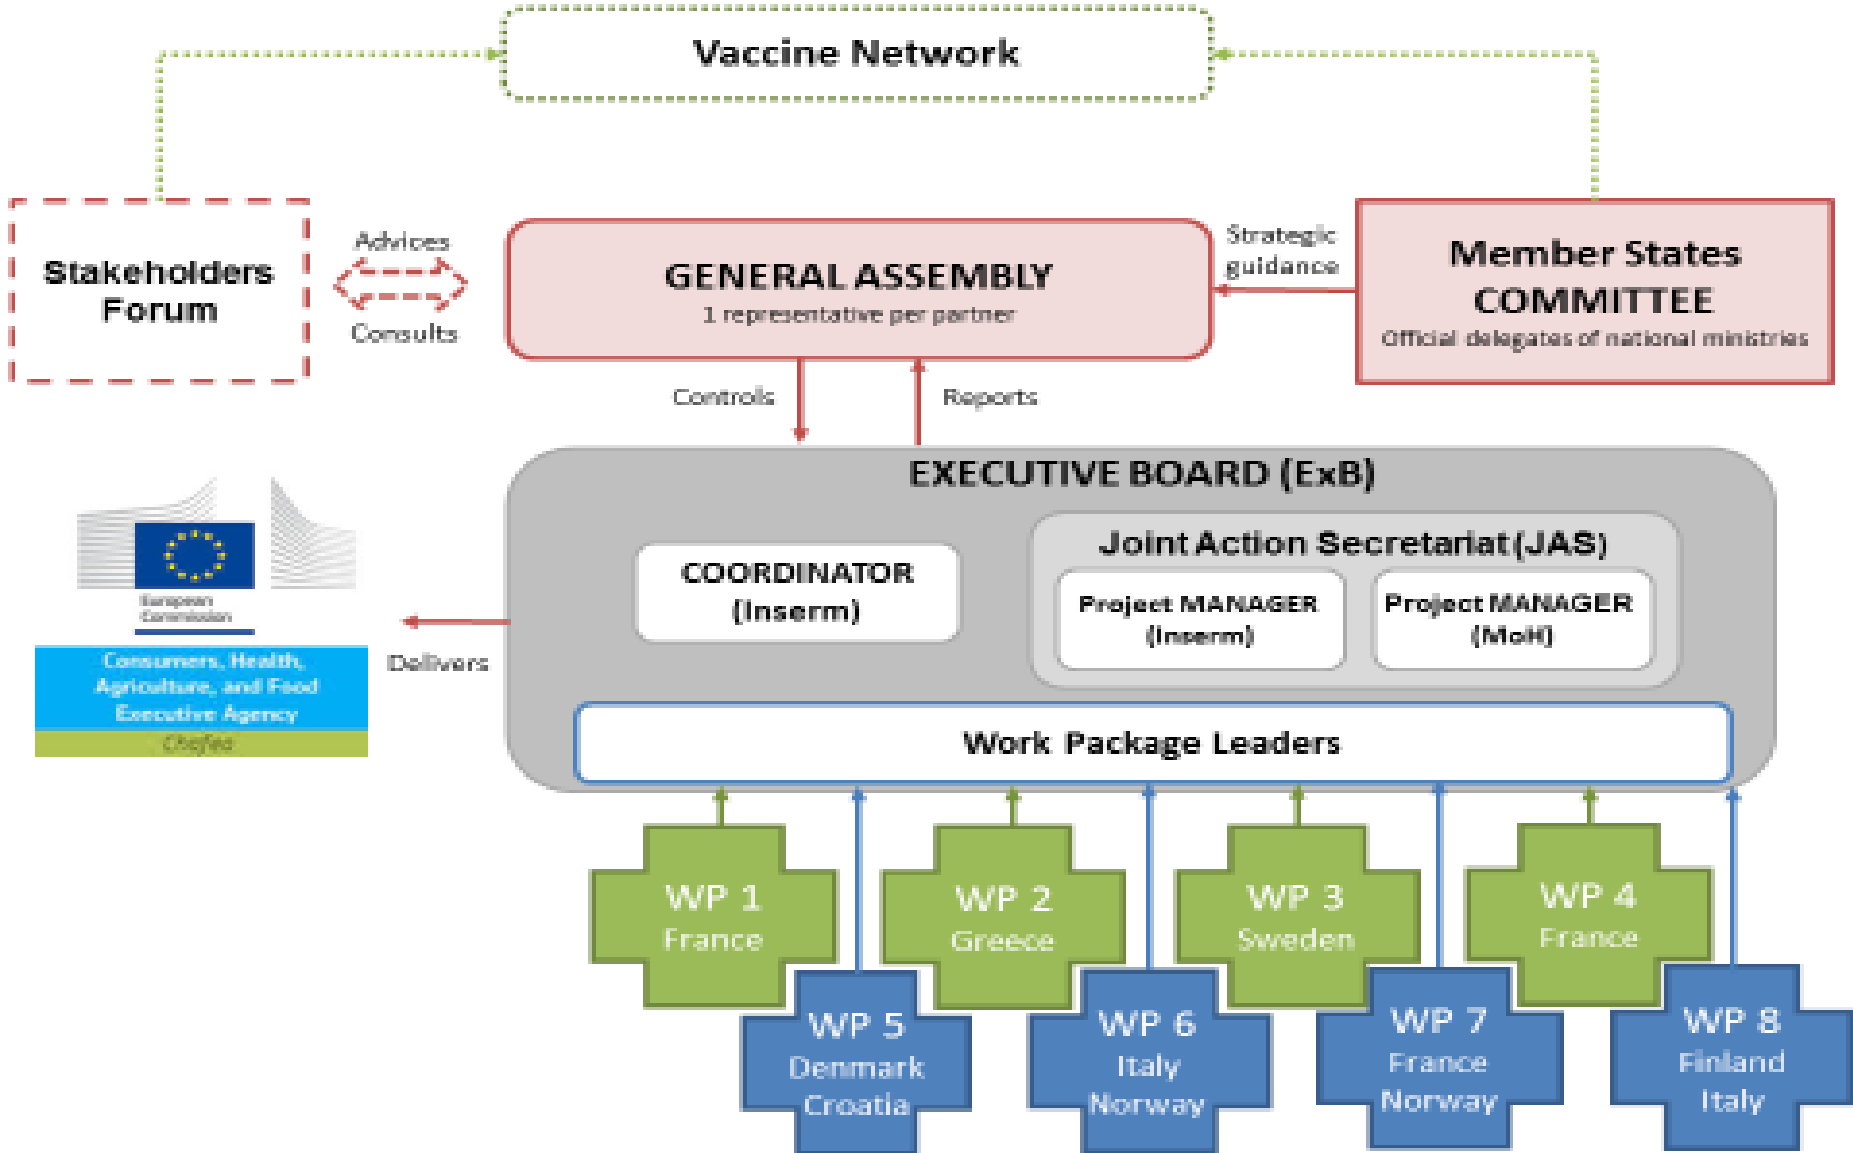 Vaccine Network
Stakeholders
Forum
Advices
Consults
GENERAL ASSEMBLY
1 representative per partner
Strategic
guidance
Member States
COMMITTEE
Official delegates of national ministries
Controls
Reports
EXECUTIVE BOARD (ExB)
COORDINATOR
(Inserm)
Joint Action Secretariat (JAS)
Project MANAGER
(Inserm)
Project MANAGER
(MoH)
European
Commission
Consumers, Health,
Agriculture, and Food
Executive Agency
Chafea
Delivers
Work Package Leaders
WP 1
France
WP 2
Greece
WP 3
Sweden
WP 4
France
WP 5
Denmark
Croatia
WP 6
Italy
Norway
WP 7
France
Norway
WP 8
Finland
Italy